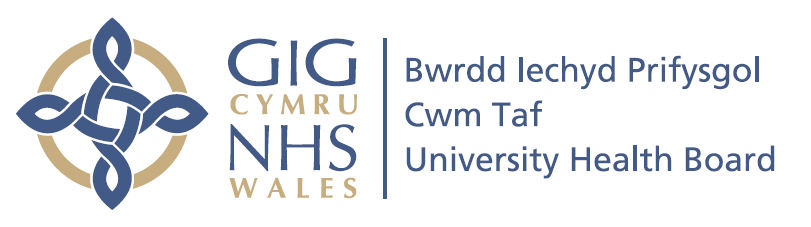 GIG
CYMRU
NHS
WALES
Bwrdd Iechyd Prifysgol
Cwm Taf
University Health Board